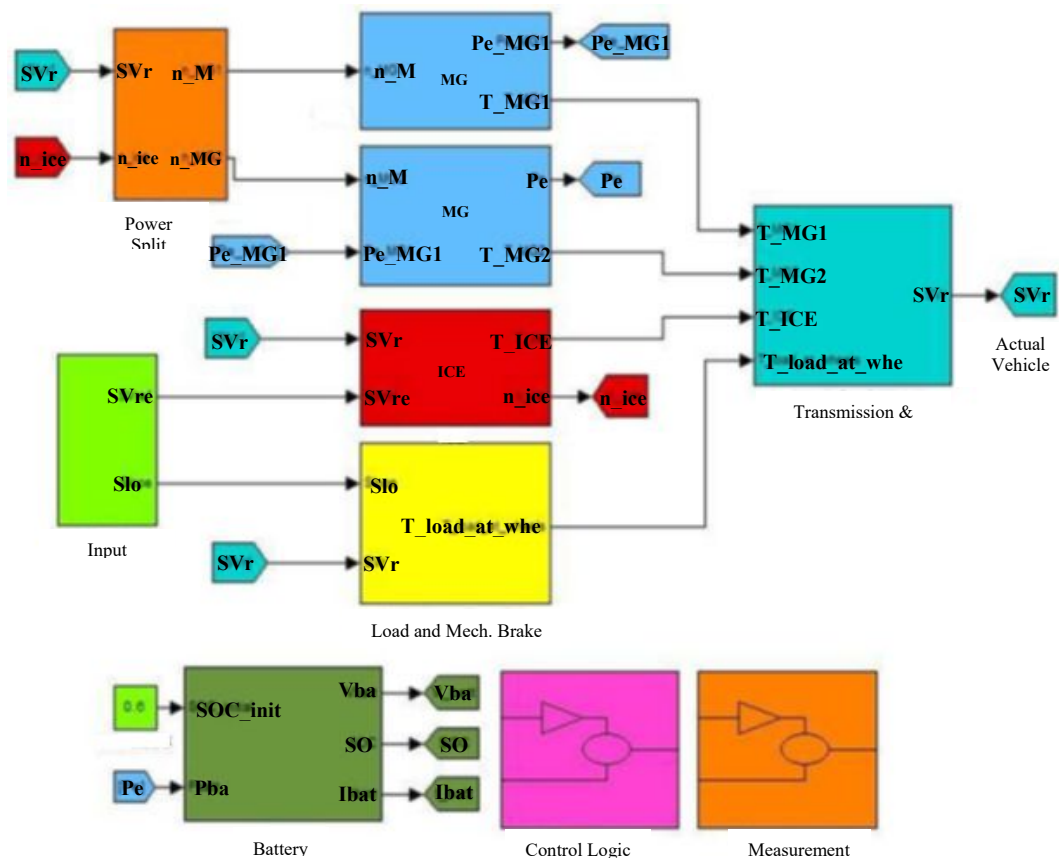 SVr
SVr
n_M
n_ice
n_ice
n_MG
Power
Split
n_M
MG
Pe_MG1
T_MG1
Pe_MG1
n_M
MG
Pe
Pe
Pe_MG1
Pe_MG1
T_MG2
SVr
SVr
T_ICE
ICE
SVre
SVre
n_ice
n_ice
Slo
Slo
T_load_at_whe
SVr
SVr
Input
Load and Mech. Brake
T_MG1
T_MG2
T_ICE
T_load_at_whe
SVr
SVr
Actual
Vehicle
Transmission &
0.6
SOC_init
Vba
Vba
SO
SO
Pe
Pba
Ibat
Ibat
Battery
Control Logic
Measurement